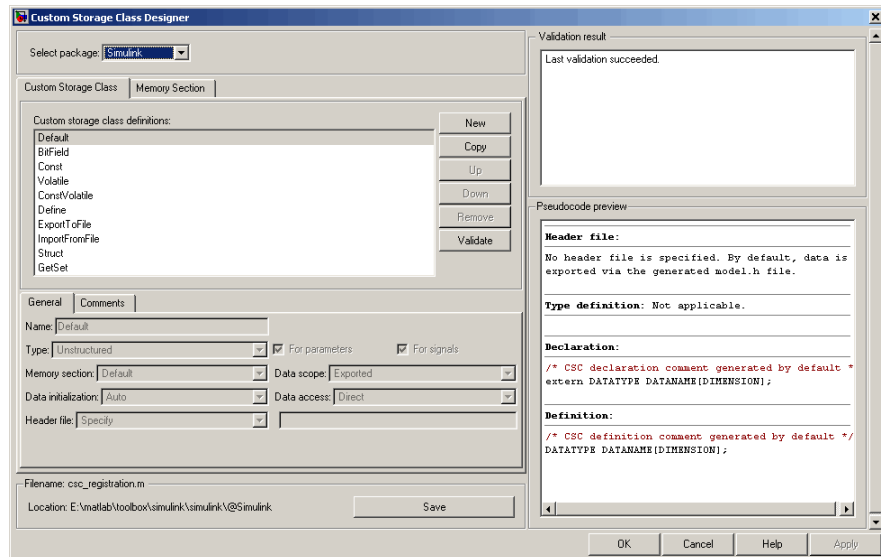 Custom Storage Class Designer
Select package: Simulink
Custom Storage Class
Memory Section
Custom storage class definitions:
Default
BitField
Const
Volatile
ConstVolatile
Define
ExportToFile
ImportFromFile
Struct
GetSet
New
Copy
Up
Down
Remove
Validate
General
Comments
Name: Default
Type: Unstructured
For parameters
For signals
Memory section: Default
Data scope: Exported
Data initialization: Auto
Data access: Direct
Header file: Specify
Filename: csc_registration.m
Location: E:\matlab\toolbox\simulink\simulink\@Simulink
Save
Validation result
Last validation succeeded.
Pseudocode preview
Header file:
No header file is specified. By default, data is
exported via the generated model.h file.
Type definition: Not applicable.
Declaration:
/* CSC declaration comment generated by default *
extern DATATYPE DATANAME[DIMENSION];
Definition:
/* CSC definition comment generated by default */
DATATYPE DATANAME[DIMENSION];
OK
Cancel
Help
Apply